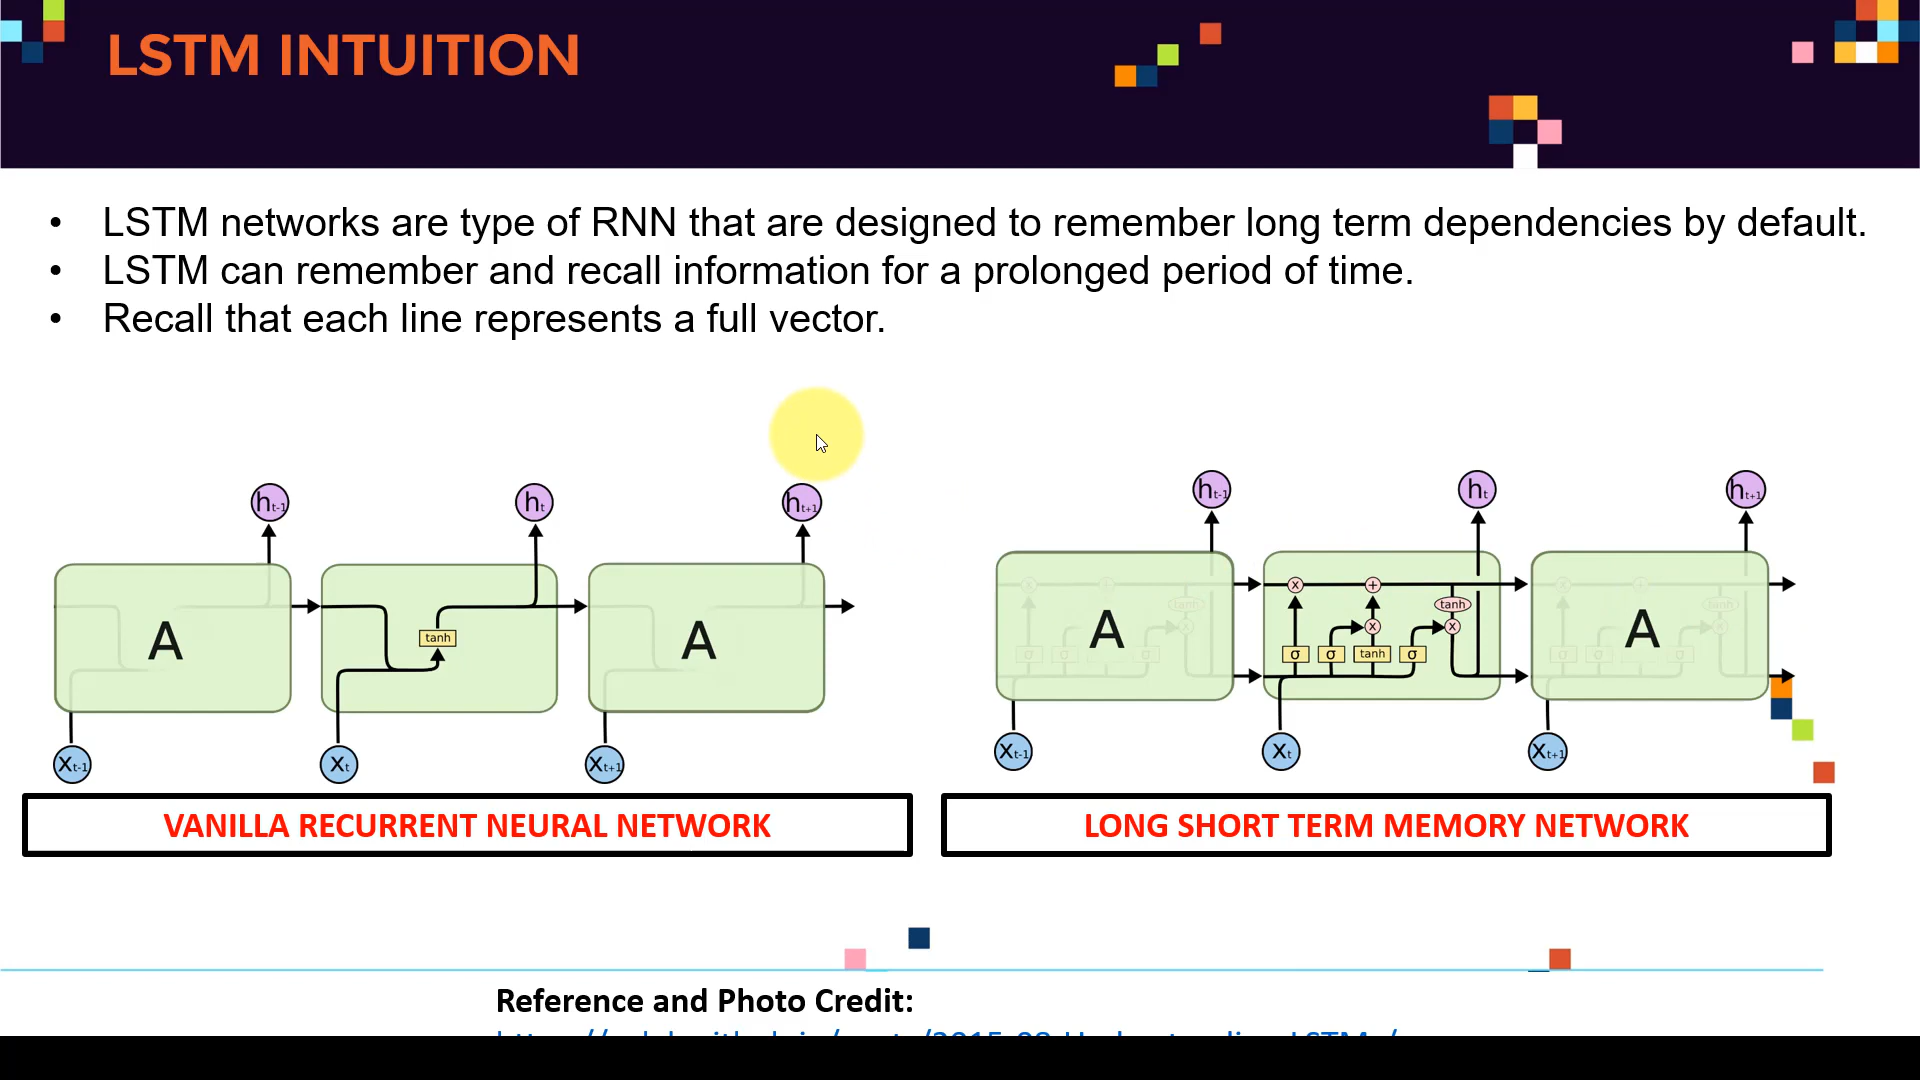 LSTM INTUITION
• LSTM networks are type of RNN that are designed to remember long term dependencies by default.
• LSTM can remember and recall information for a prolonged period of time.
• Recall that each line represents a full vector.
ht-1 ht ht+1
A tanh A
Xt-1 Xt Xt+1
VANILLA RECURRENT NEURAL NETWORK
ht-1 ht ht+1
x + tanh
x x
A σ σ tanh σ A
Xt-1 Xt Xt+1
LONG SHORT TERM MEMORY NETWORK
Reference and Photo Credit: